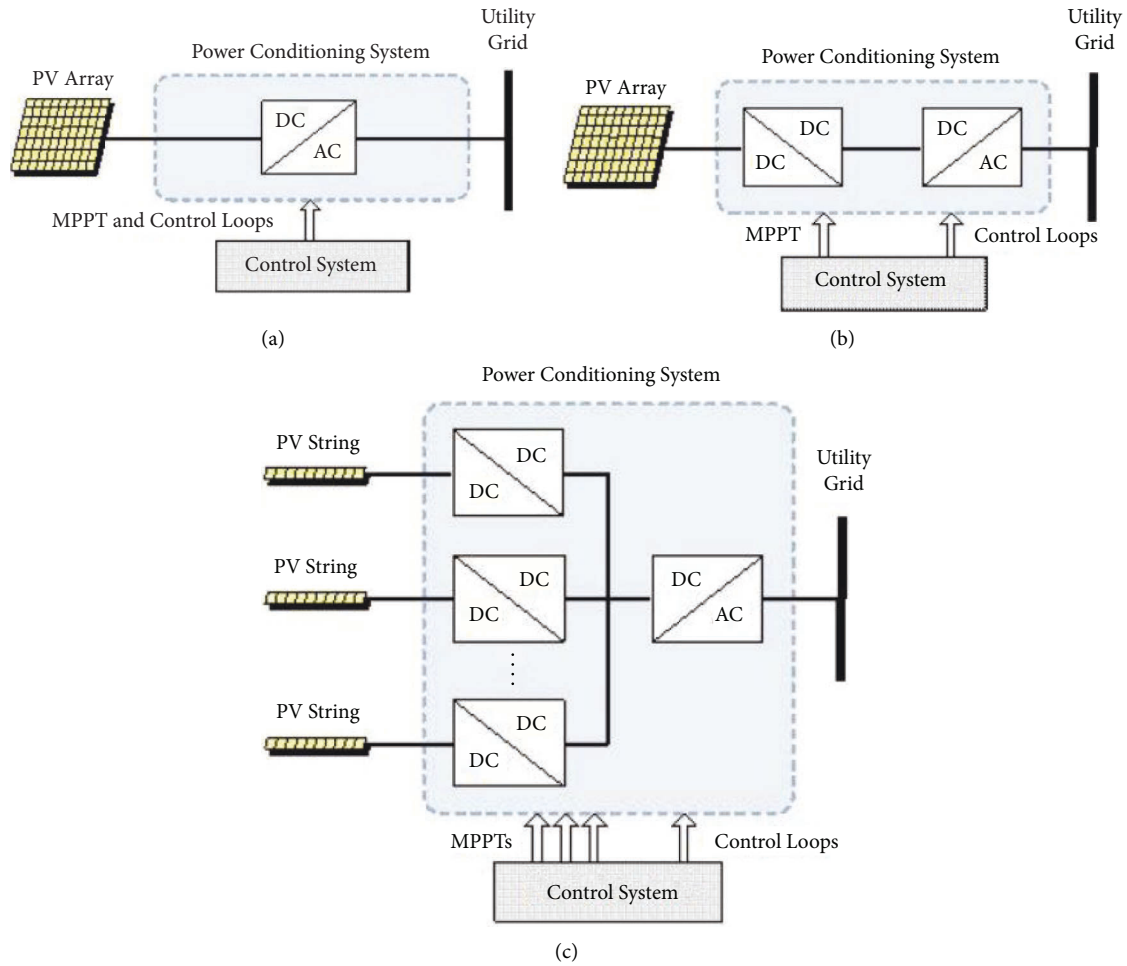 Utility
Grid
Power Conditioning System
PV Array
DC
AC
MPPT and Control Loops
Control System
(a)
Utility
Grid
Power Conditioning System
PV Array
DC
DC
DC
AC
MPPT
Control Loops
Control System
(b)
Power Conditioning System
PV String
DC
DC
Utility
Grid
PV String
DC
DC
DC
AC
PV String
DC
DC
MPPTs
Control Loops
Control System
(c)